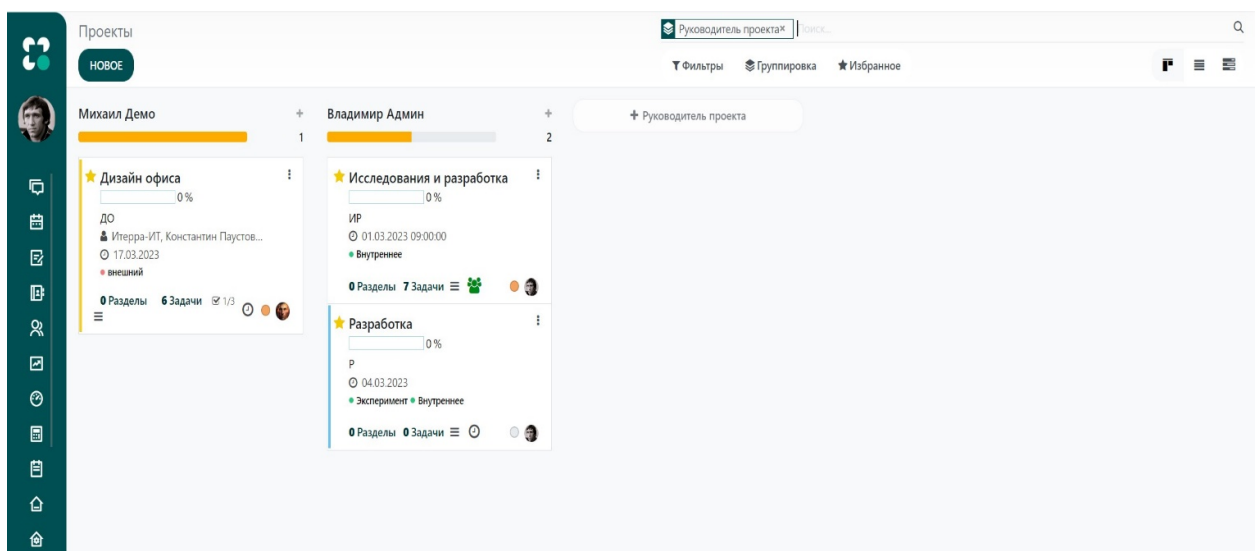 Проекты
Руководитель проекта× Поиск...
НОВОЕ
Фильтры Группировка Избранное
Михаил Демо +
1
Владимир Админ +
2
+ Руководитель проекта
Дизайн офиса
0 %
ДО
Итерра-ИТ, Константин Паустов...
17.03.2023
внешний
0 Разделы 6 Задачи 1/3
Исследования и разработка
0 %
ИР
01.03.2023 09:00:00
Внутреннее
0 Разделы 7 Задачи
Разработка
0 %
Р
04.03.2023
Эксперимент Внутреннее
0 Разделы 0 Задачи